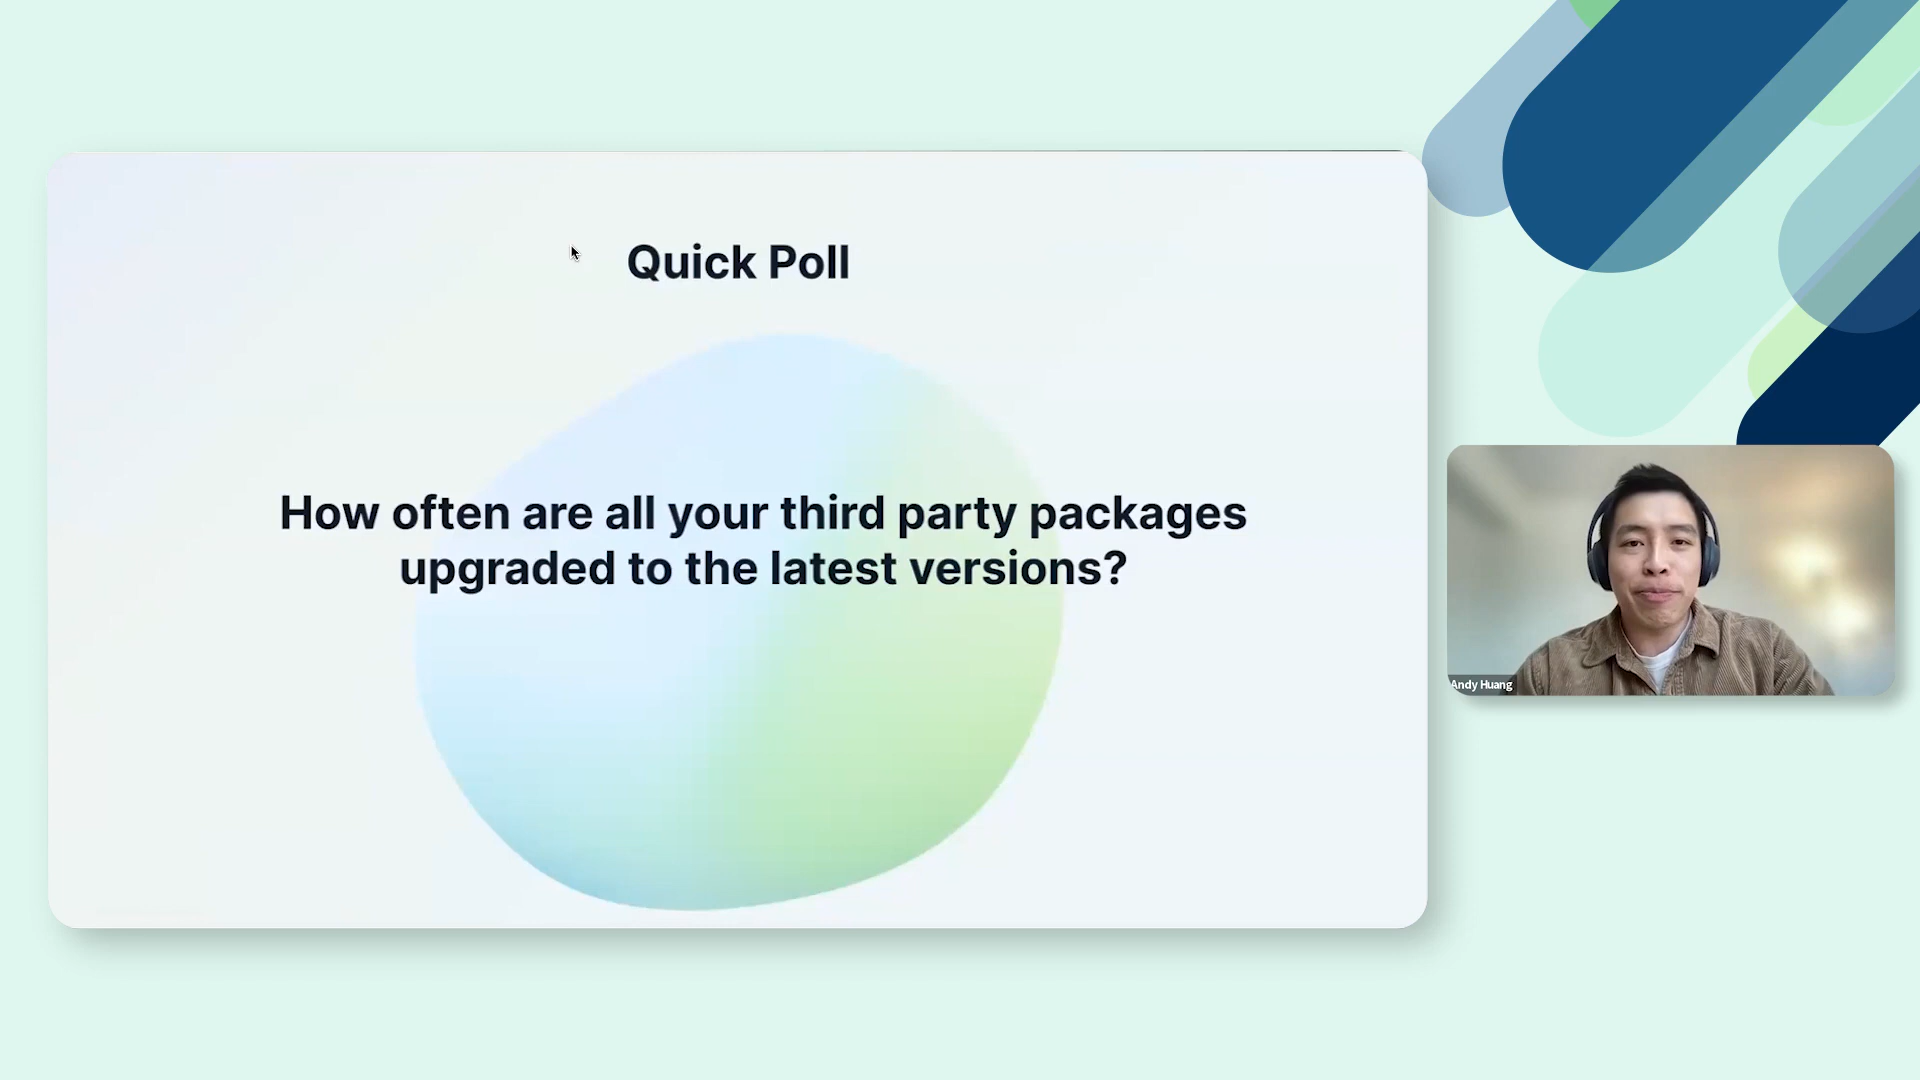 Quick Poll
How often are all your third party packages
upgraded to the latest versions?
Andy Huang